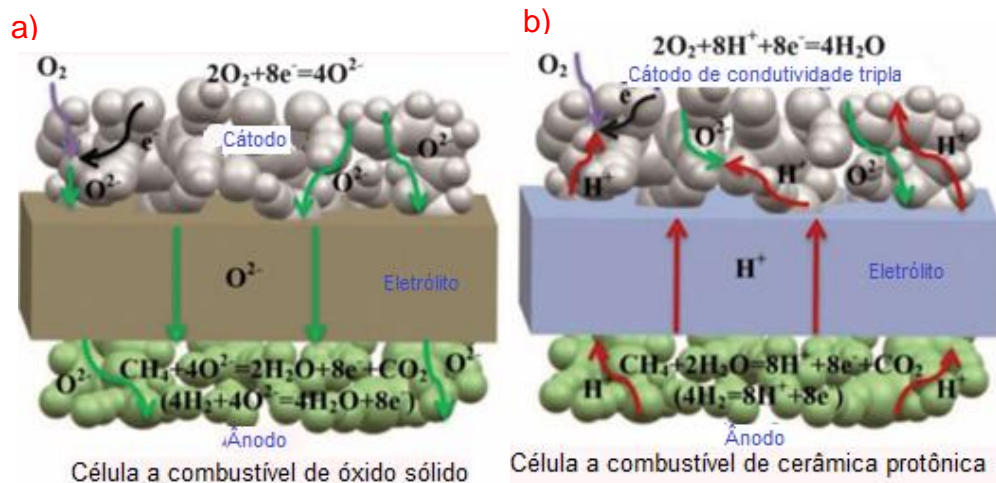 a)
O₂
2O₂+8e⁻=4O²⁻
Cátodo
e⁻
O²⁻
O²⁻
O²⁻
O²⁻
Eletrólito
O²⁻
CH₄+4O²⁻=2H₂O+8e⁻+CO₂
(4H₂+4O²⁻=4H₂O+8e⁻)
O²⁻
Ânodo
Célula a combustível de óxido sólido
b)
2O₂+8H⁺+8e⁻=4H₂O
O₂
Cátodo de condutividade tripla
e⁻
O²⁻
H⁺
H⁺
H⁺
O²⁻
H⁺
Eletrólito
CH₄+2H₂O=8H⁺+8e⁻+CO₂
H
(4H₂=8H⁺+8e⁻)
H⁺
Ânodo
Célula a combustível de cerâmica protônica